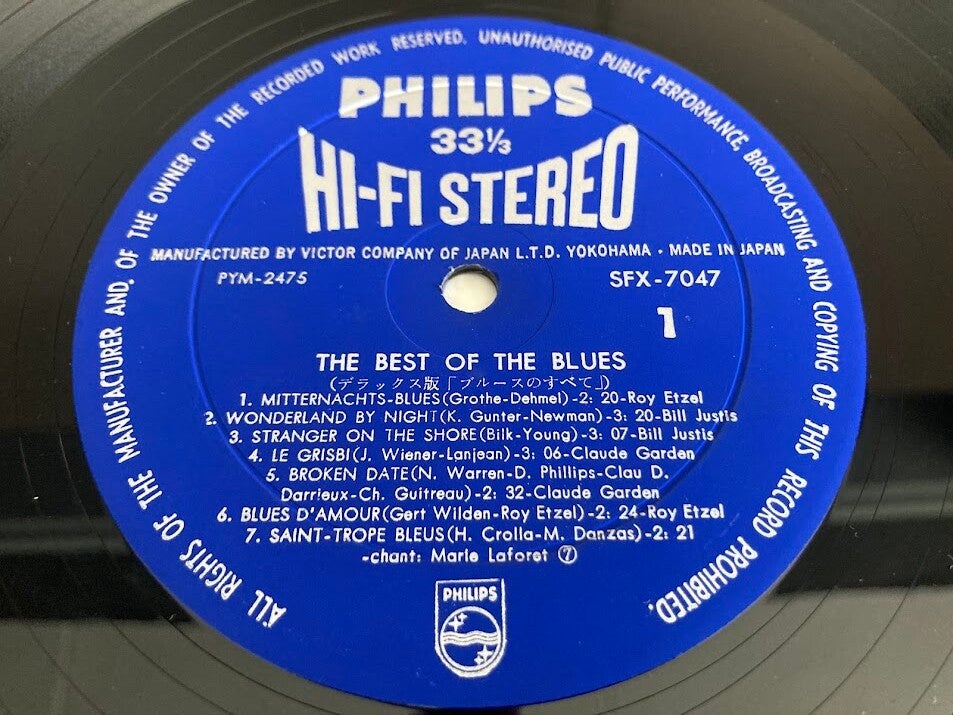 ALL RIGHTS OF THE MANUFACTURER AND, OF THE OWNER OF THE RECORDED WORK RESERVED. UNAUTHORISED PUBLIC PERFORMANCE, BROADCASTING AND COPYING OF THIS RECORD PROHIBITED.
PHILIPS
33⅓
HI-FI STEREO
MANUFACTURED BY VICTOR COMPANY OF JAPAN L.T.D. YOKOHAMA · MADE IN JAPAN
PYM-2475 SFX-7047
1
THE BEST OF THE BLUES
(デラックス版「ブルースのすべて」)
1. MITTERNACHTS-BLUES(Grothe-Dehmel)-2: 20-Roy Etzel
2. WONDERLAND BY NIGHT(K. Gunter-Newman)-3: 20-Bill Justis
3. STRANGER ON THE SHORE(Bilk-Young)-3: 07-Bill Justis
4. LE GRISBI(J. Wiener-Lanjean)-3: 06-Claude Garden
5. BROKEN DATE(N. Warren-D. Phillips-Clau D.
Darrieux-Ch. Guitreau)-2: 32-Claude Garden
6. BLUES D'AMOUR(Gert Wilden-Roy Etzel)-2: 24-Roy Etzel
7. SAINT-TROPE BLEUS(H. Crolla-M. Danzas)-2: 21
-chant: Marie Laforet ⑦
PHILIPS